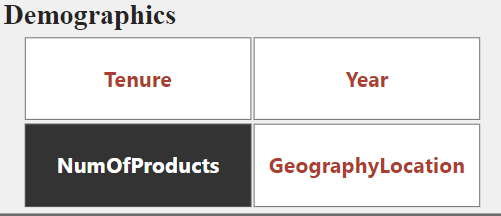 Demographics
Tenure
Year
NumOfProducts
GeographyLocation